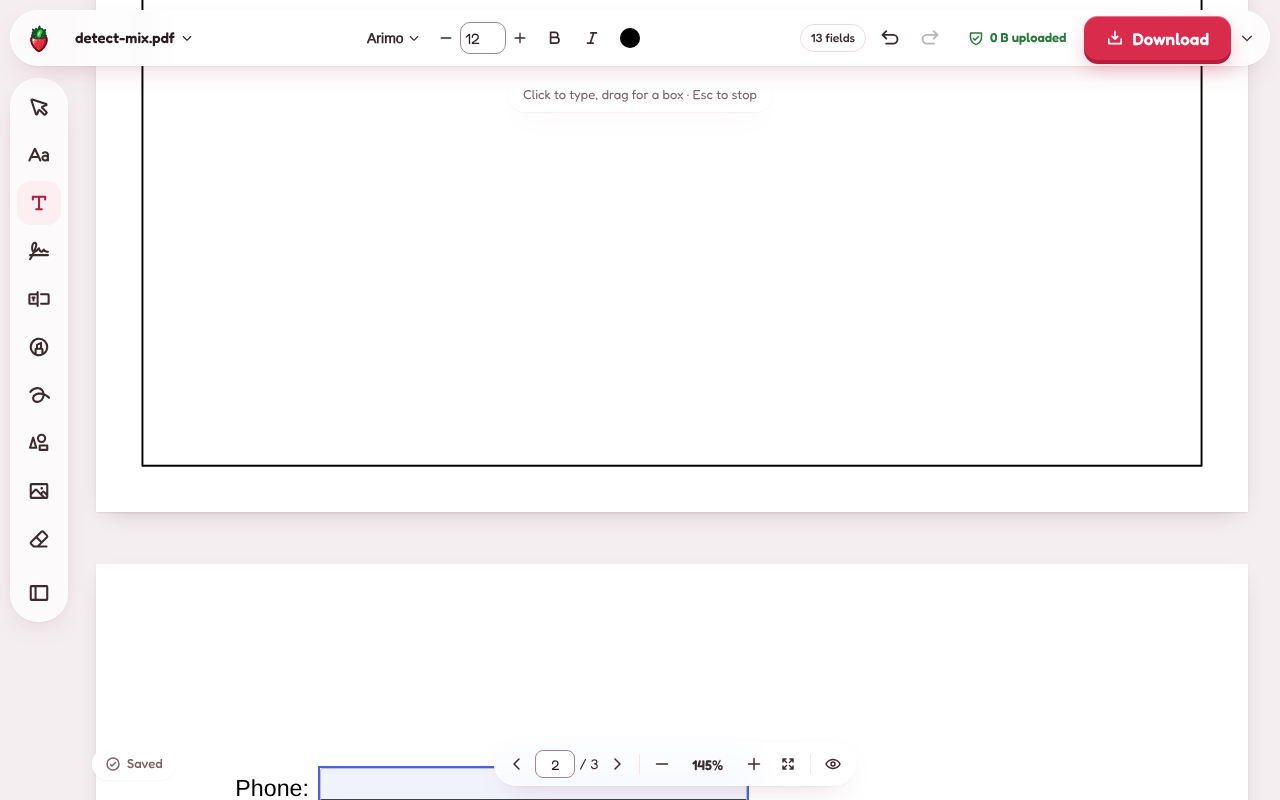 detect-mix.pdf
Arimo
12
B
I
13 fields
0 B uploaded
Download
Click to type, drag for a box · Esc to stop
Aa
T
Phone:
Saved
2 / 3
145%